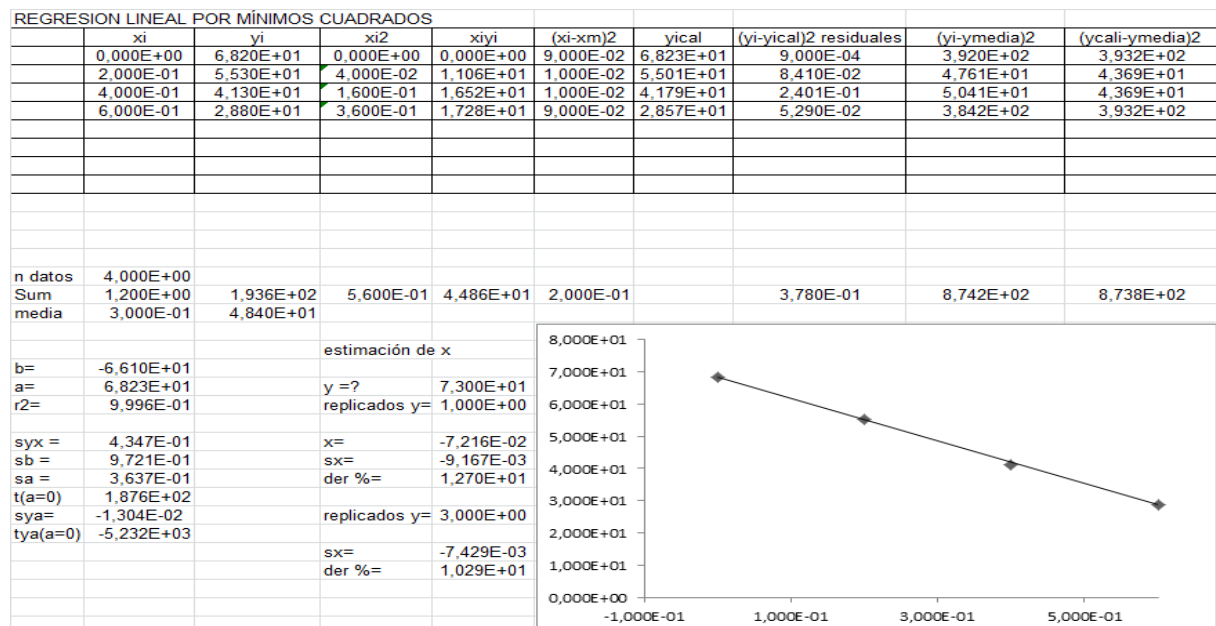 REGRESION LINEAL POR MÍNIMOS CUADRADOS
xi yi xi2 xiyi (xi-xm)2 yical (yi-yical)2 residuales (yi-ymedia)2 (ycali-ymedia)2
0,000E+00 6,820E+01 0,000E+00 0,000E+00 9,000E-02 6,823E+01 9,000E-04 3,920E+02 3,932E+02
2,000E-01 5,530E+01 4,000E-02 1,106E+01 1,000E-02 5,501E+01 8,410E-02 4,761E+01 4,369E+01
4,000E-01 4,130E+01 1,600E-01 1,652E+01 1,000E-02 4,179E+01 2,401E-01 5,041E+01 4,369E+01
6,000E-01 2,880E+01 3,600E-01 1,728E+01 9,000E-02 2,857E+01 5,290E-02 3,842E+02 3,932E+02
n datos 4,000E+00
Sum 1,200E+00 1,936E+02 5,600E-01 4,486E+01 2,000E-01 3,780E-01 8,742E+02 8,738E+02
media 3,000E-01 4,840E+01
estimación de x
b= -6,610E+01
a= 6,823E+01 y =? 7,300E+01
r2= 9,996E-01 replicados y= 1,000E+00
syx = 4,347E-01 x= -7,216E-02
sb = 9,721E-01 sx= -9,167E-03
sa = 3,637E-01 der %= 1,270E+01
t(a=0) 1,876E+02
sya= -1,304E-02 replicados y= 3,000E+00
tya(a=0) -5,232E+03
sx= -7,429E-03
der %= 1,029E+01
8,000E+01
7,000E+01
6,000E+01
5,000E+01
4,000E+01
3,000E+01
2,000E+01
1,000E+01
0,000E+00
-1,000E-01 1,000E-01 3,000E-01 5,000E-01